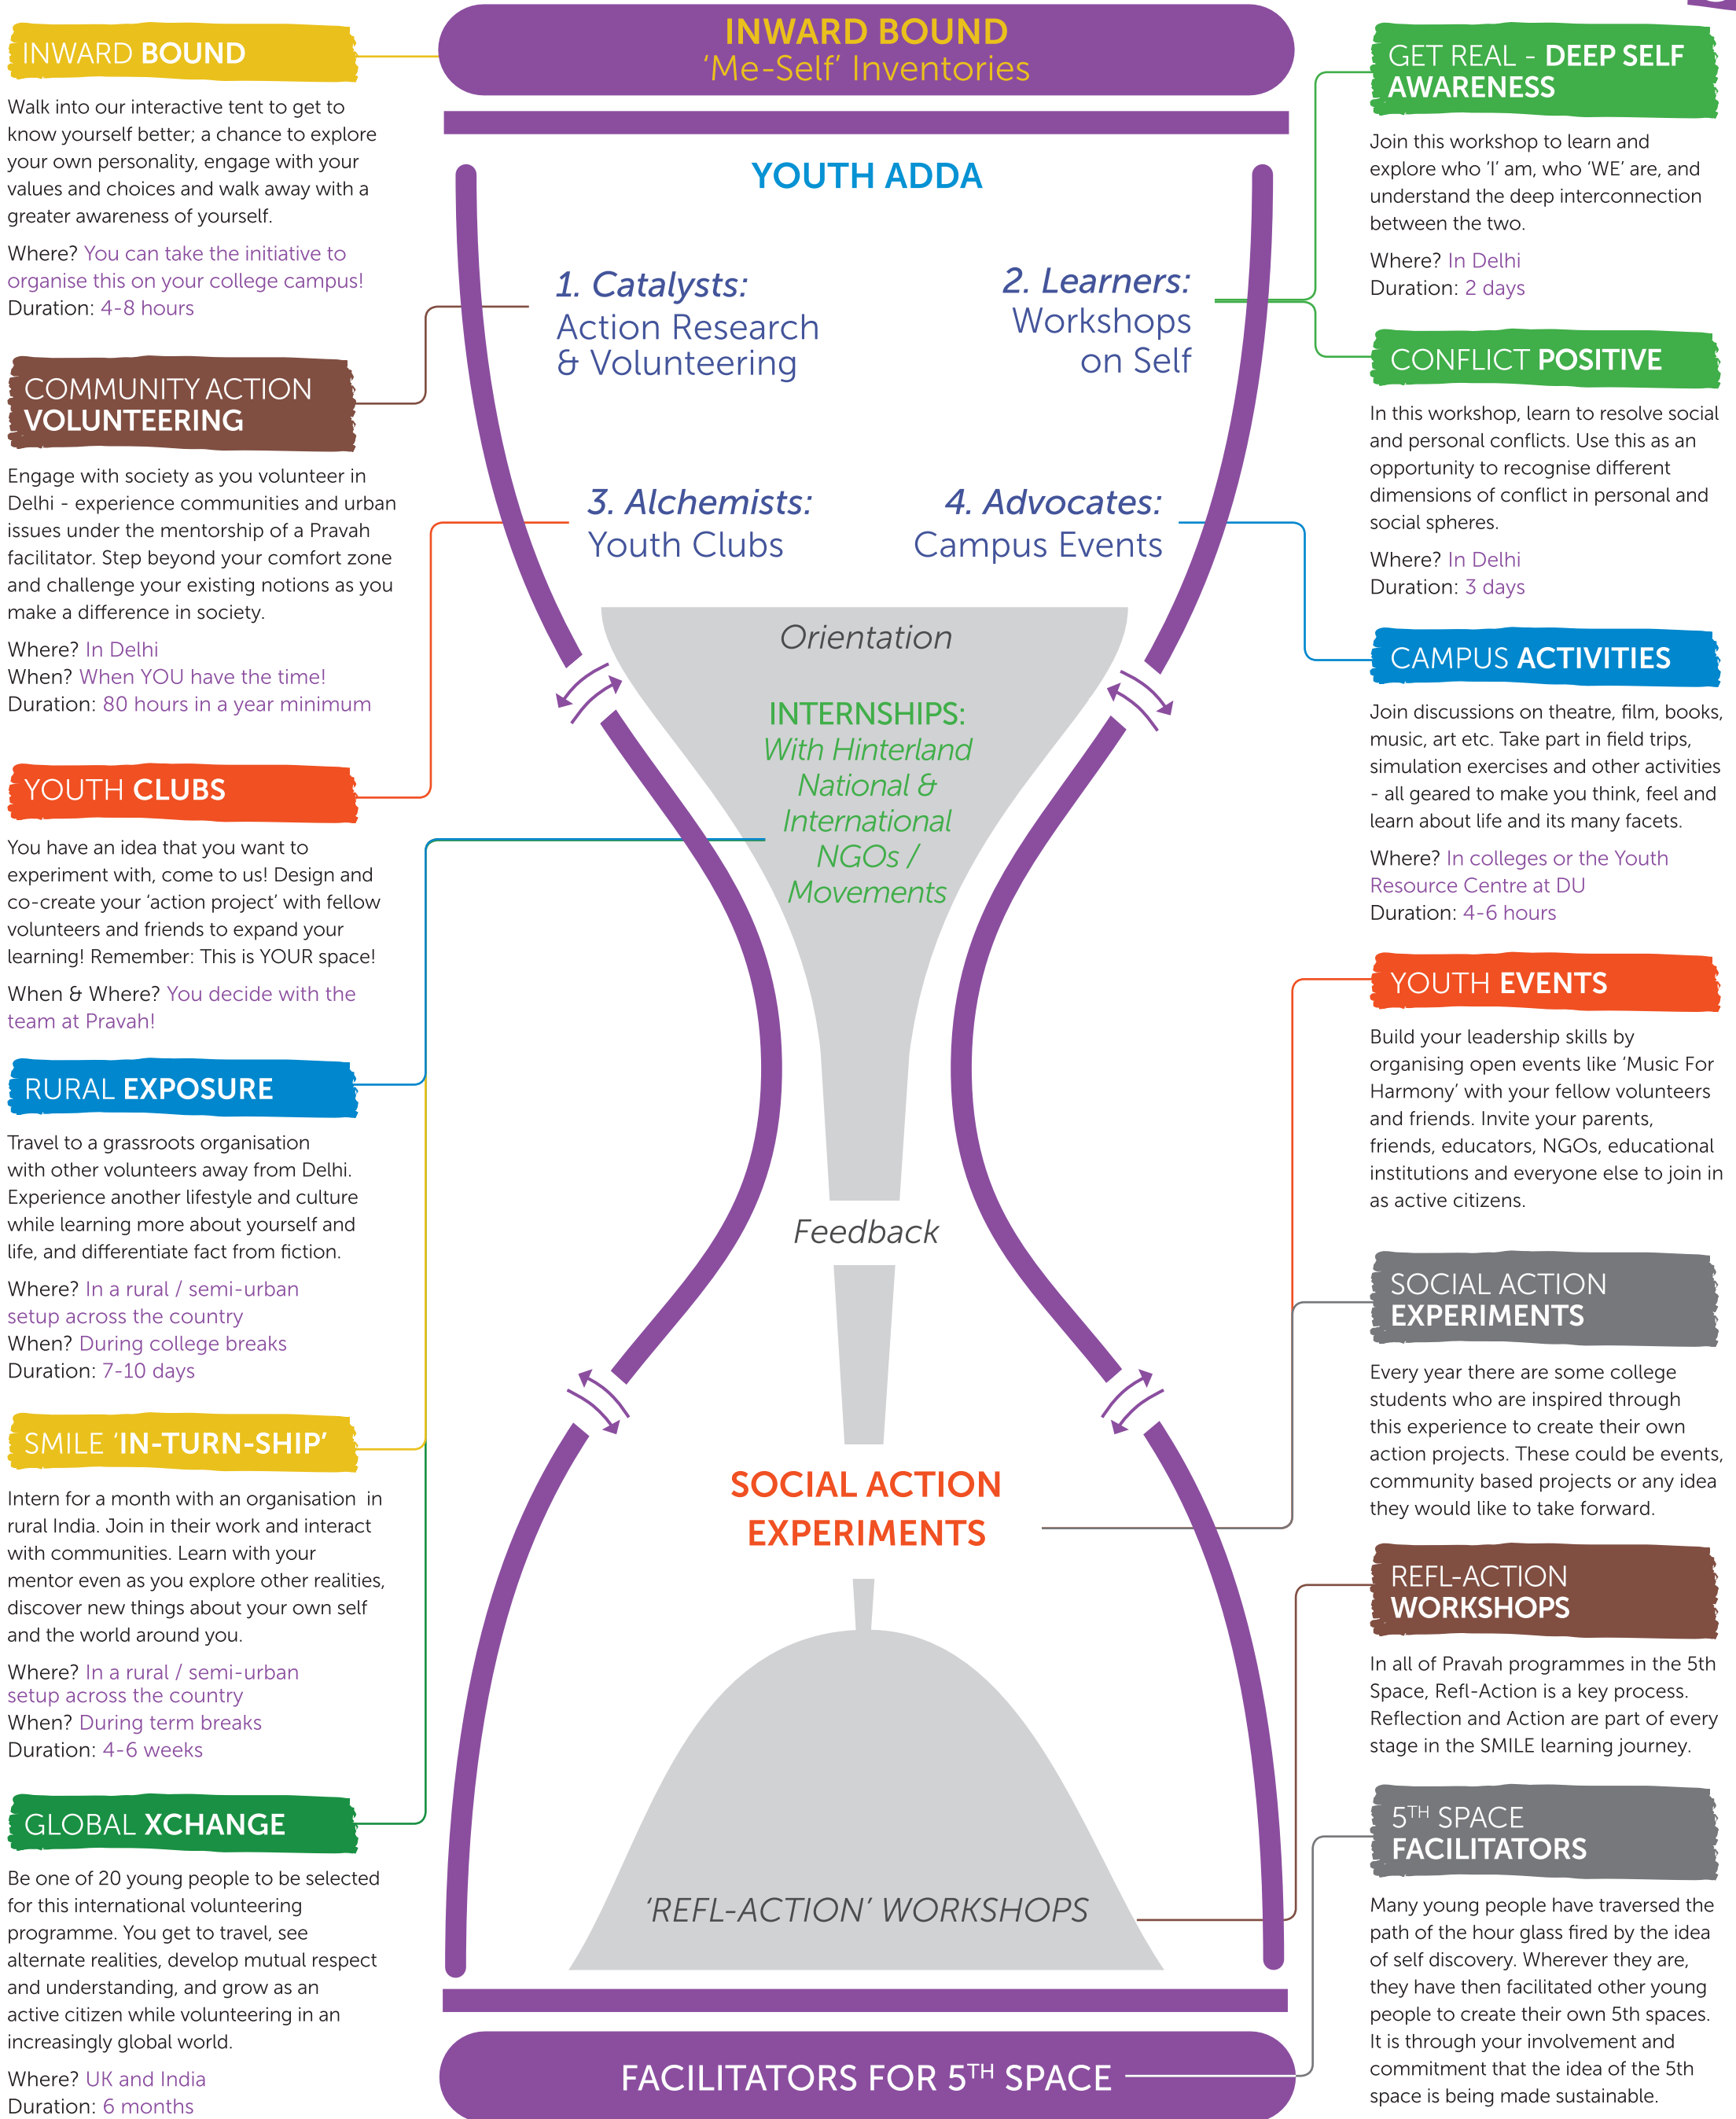 INWARD BOUND
Walk into our interactive tent to get to
know yourself better; a chance to explore
your own personality, engage with your
values and choices and walk away with a
greater awareness of yourself.
Where? You can take the initiative to
organise this on your college campus!
Duration: 4-8 hours
COMMUNITY ACTION
VOLUNTEERING
Engage with society as you volunteer in
Delhi - experience communities and urban
issues under the mentorship of a Pravah
facilitator. Step beyond your comfort zone
and challenge your existing notions as you
make a difference in society.
Where? In Delhi
When? When YOU have the time!
Duration: 80 hours in a year minimum
YOUTH CLUBS
You have an idea that you want to
experiment with, come to us! Design and
co-create your ‘action project’ with fellow
volunteers and friends to expand your
learning! Remember: This is YOUR space!
When & Where? You decide with the
team at Pravah!
RURAL EXPOSURE
Travel to a grassroots organisation
with other volunteers away from Delhi.
Experience another lifestyle and culture
while learning more about yourself and
life, and differentiate fact from fiction.
Where? In a rural / semi-urban
setup across the country
When? During college breaks
Duration: 7-10 days
SMILE ‘IN-TURN-SHIP’
Intern for a month with an organisation in
rural India. Join in their work and interact
with communities. Learn with your
mentor even as you explore other realities,
discover new things about your own self
and the world around you.
Where? In a rural / semi-urban
setup across the country
When? During term breaks
Duration: 4-6 weeks
GLOBAL XCHANGE
Be one of 20 young people to be selected
for this international volunteering
programme. You get to travel, see
alternate realities, develop mutual respect
and understanding, and grow as an
active citizen while volunteering in an
increasingly global world.
Where? UK and India
Duration: 6 months
INWARD BOUND
‘Me-Self’ Inventories
YOUTH ADDA
1. Catalysts:
Action Research
& Volunteering
2. Learners:
Workshops
on Self
3. Alchemists:
Youth Clubs
4. Advocates:
Campus Events
Orientation
INTERNSHIPS:
With Hinterland
National &
International
NGOs /
Movements
Feedback
SOCIAL ACTION
EXPERIMENTS
‘REFL-ACTION’ WORKSHOPS
FACILITATORS FOR 5TH SPACE
GET REAL - DEEP SELF
AWARENESS
Join this workshop to learn and
explore who ‘I’ am, who ‘WE’ are, and
understand the deep interconnection
between the two.
Where? In Delhi
Duration: 2 days
CONFLICT POSITIVE
In this workshop, learn to resolve social
and personal conflicts. Use this as an
opportunity to recognise different
dimensions of conflict in personal and
social spheres.
Where? In Delhi
Duration: 3 days
CAMPUS ACTIVITIES
Join discussions on theatre, film, books,
music, art etc. Take part in field trips,
simulation exercises and other activities
- all geared to make you think, feel and
learn about life and its many facets.
Where? In colleges or the Youth
Resource Centre at DU
Duration: 4-6 hours
YOUTH EVENTS
Build your leadership skills by
organising open events like ‘Music For
Harmony’ with your fellow volunteers
and friends. Invite your parents,
friends, educators, NGOs, educational
institutions and everyone else to join in
as active citizens.
SOCIAL ACTION
EXPERIMENTS
Every year there are some college
students who are inspired through
this experience to create their own
action projects. These could be events,
community based projects or any idea
they would like to take forward.
REFL-ACTION
WORKSHOPS
In all of Pravah programmes in the 5th
Space, Refl-Action is a key process.
Reflection and Action are part of every
stage in the SMILE learning journey.
5TH SPACE
FACILITATORS
Many young people have traversed the
path of the hour glass fired by the idea
of self discovery. Wherever they are,
they have then facilitated other young
people to create their own 5th spaces.
It is through your involvement and
commitment that the idea of the 5th
space is being made sustainable.